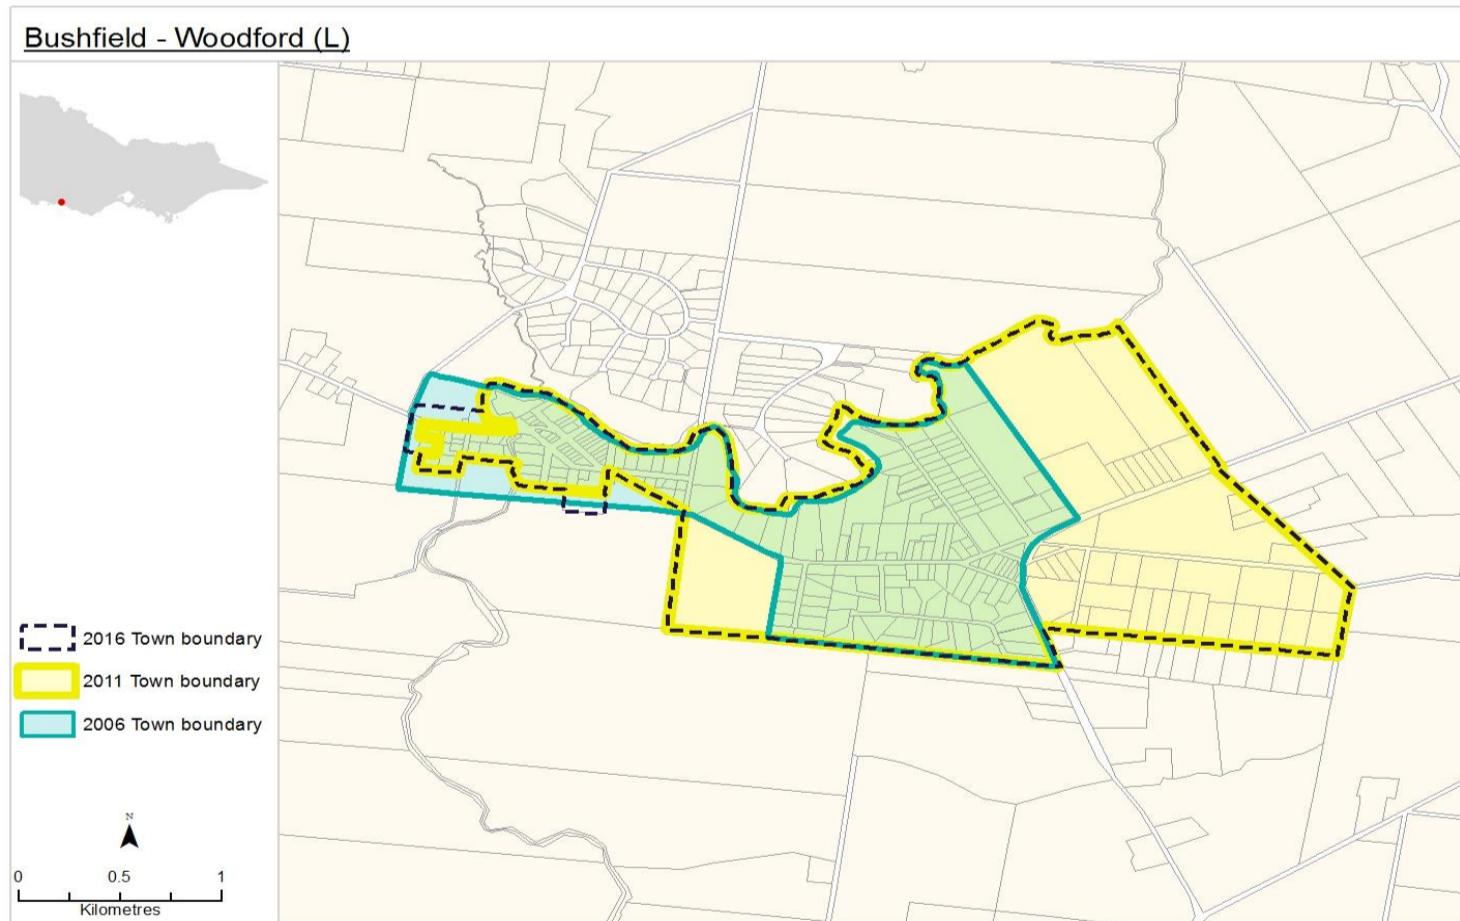 Bushfield - Woodford (L)
2016 Town boundary
2011 Town boundary
2006 Town boundary
N
0 0.5 1
Kilometres